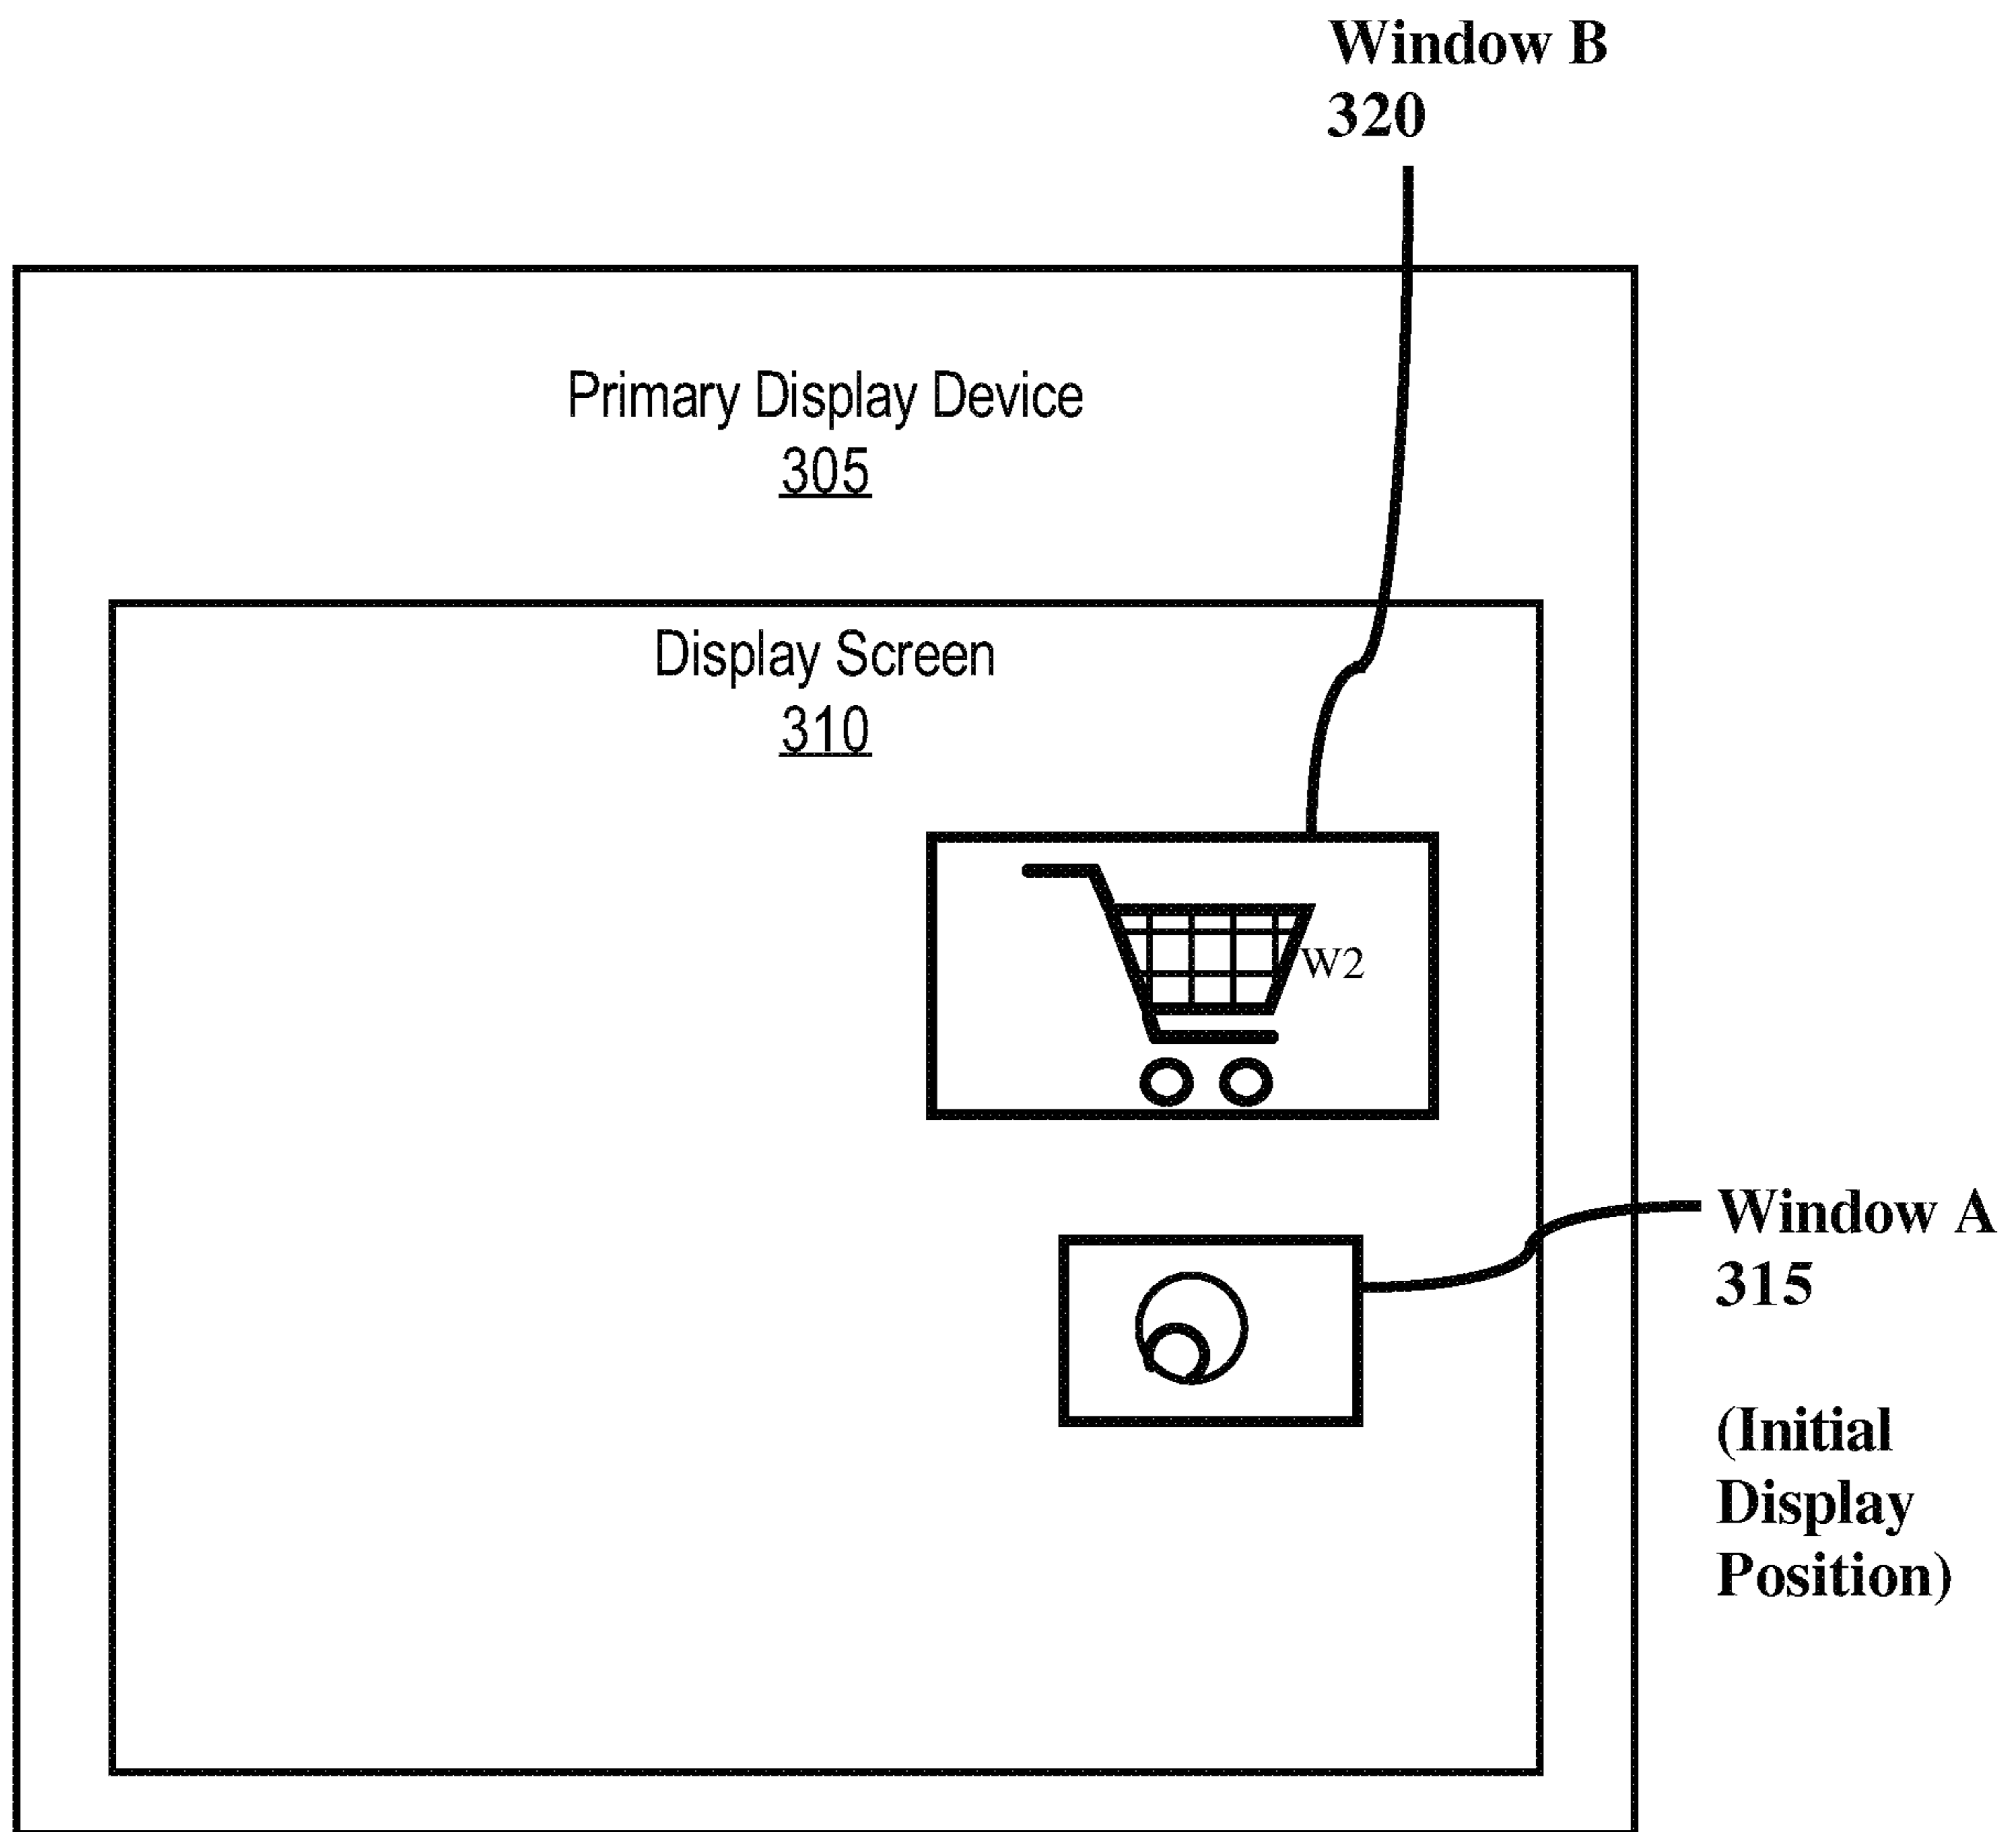 Window B
320
Primary Display Device
305
Display Screen
310
W2
Window A
315
(Initial
Display
Position)